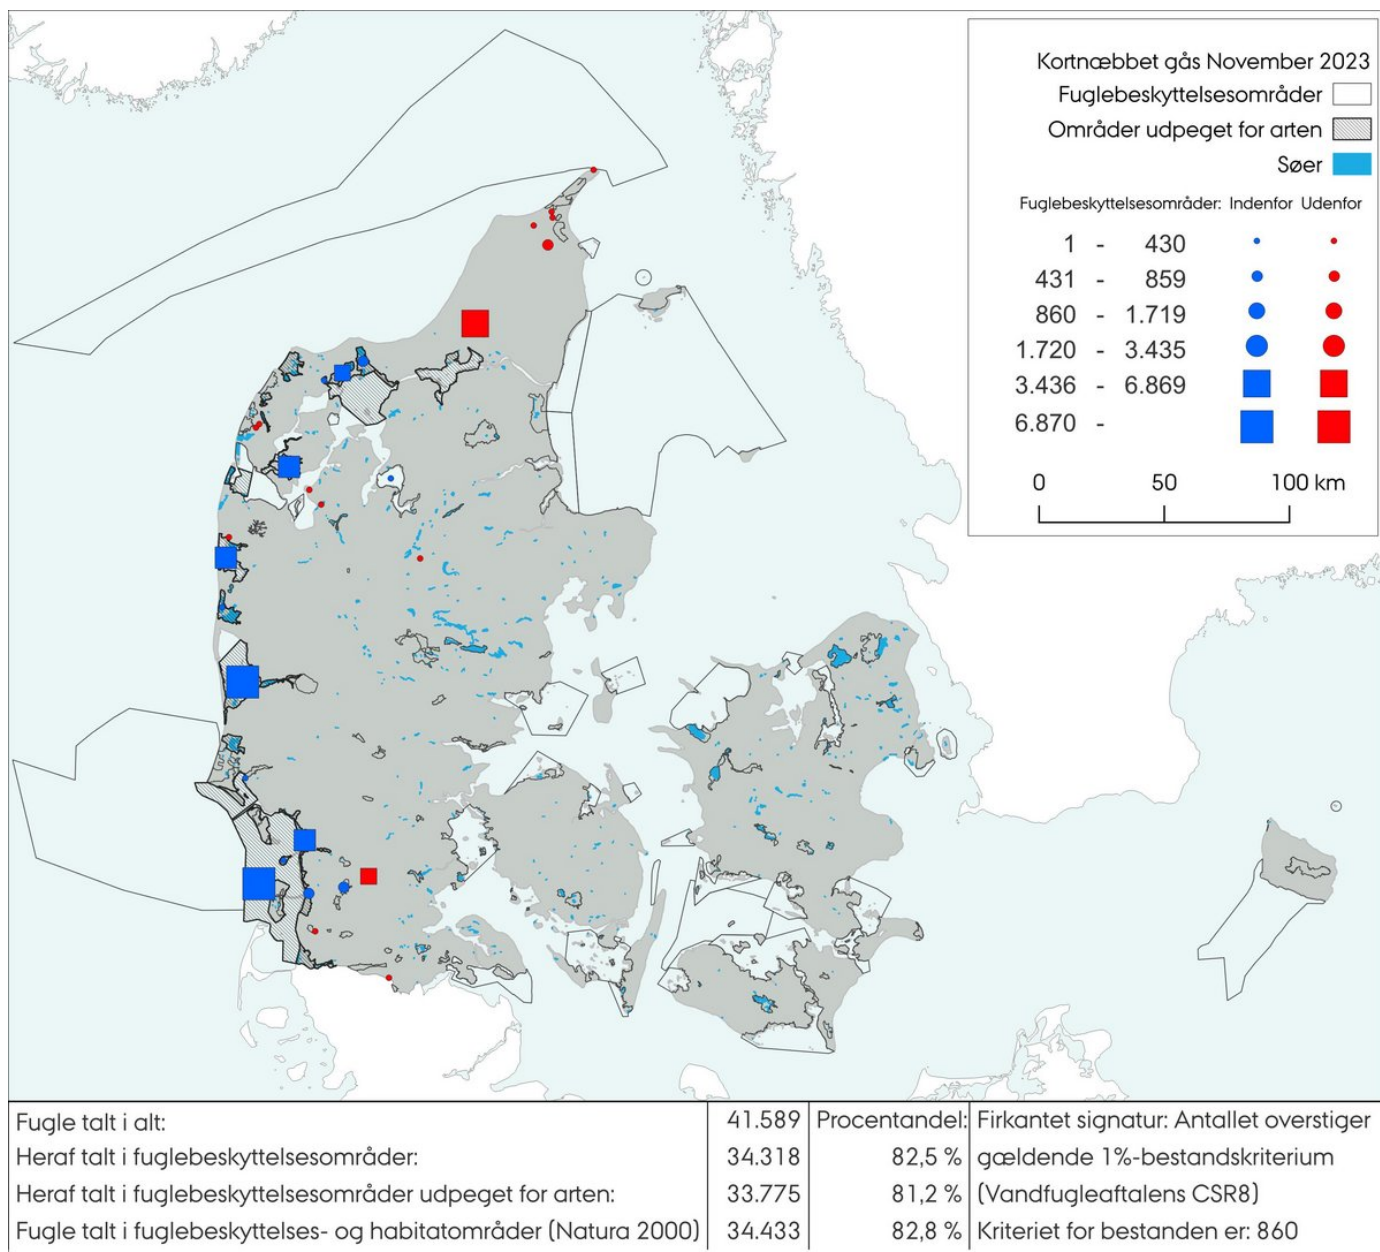 Kortnæbbet gås November 2023
Fuglebeskyttelsesområder
Områder udpeget for arten
Søer
Fuglebeskyttelsesområder: Indenfor Udenfor
1 - 430
431 - 859
860 - 1.719
1.720 - 3.435
3.436 - 6.869
6.870 -
0 50 100 km
Fugle talt i alt: 41.589 Procentandel: Firkantet signatur: Antallet overstiger
Heraf talt i fuglebeskyttelsesområder: 34.318 82,5 % gældende 1%-bestandskriterium
Heraf talt i fuglebeskyttelsesområder udpeget for arten: 33.775 81,2 % (Vandfugleaftalens CSR8)
Fugle talt i fuglebeskyttelses- og habitatområder (Natura 2000) 34.433 82,8 % Kriteriet for bestanden er: 860